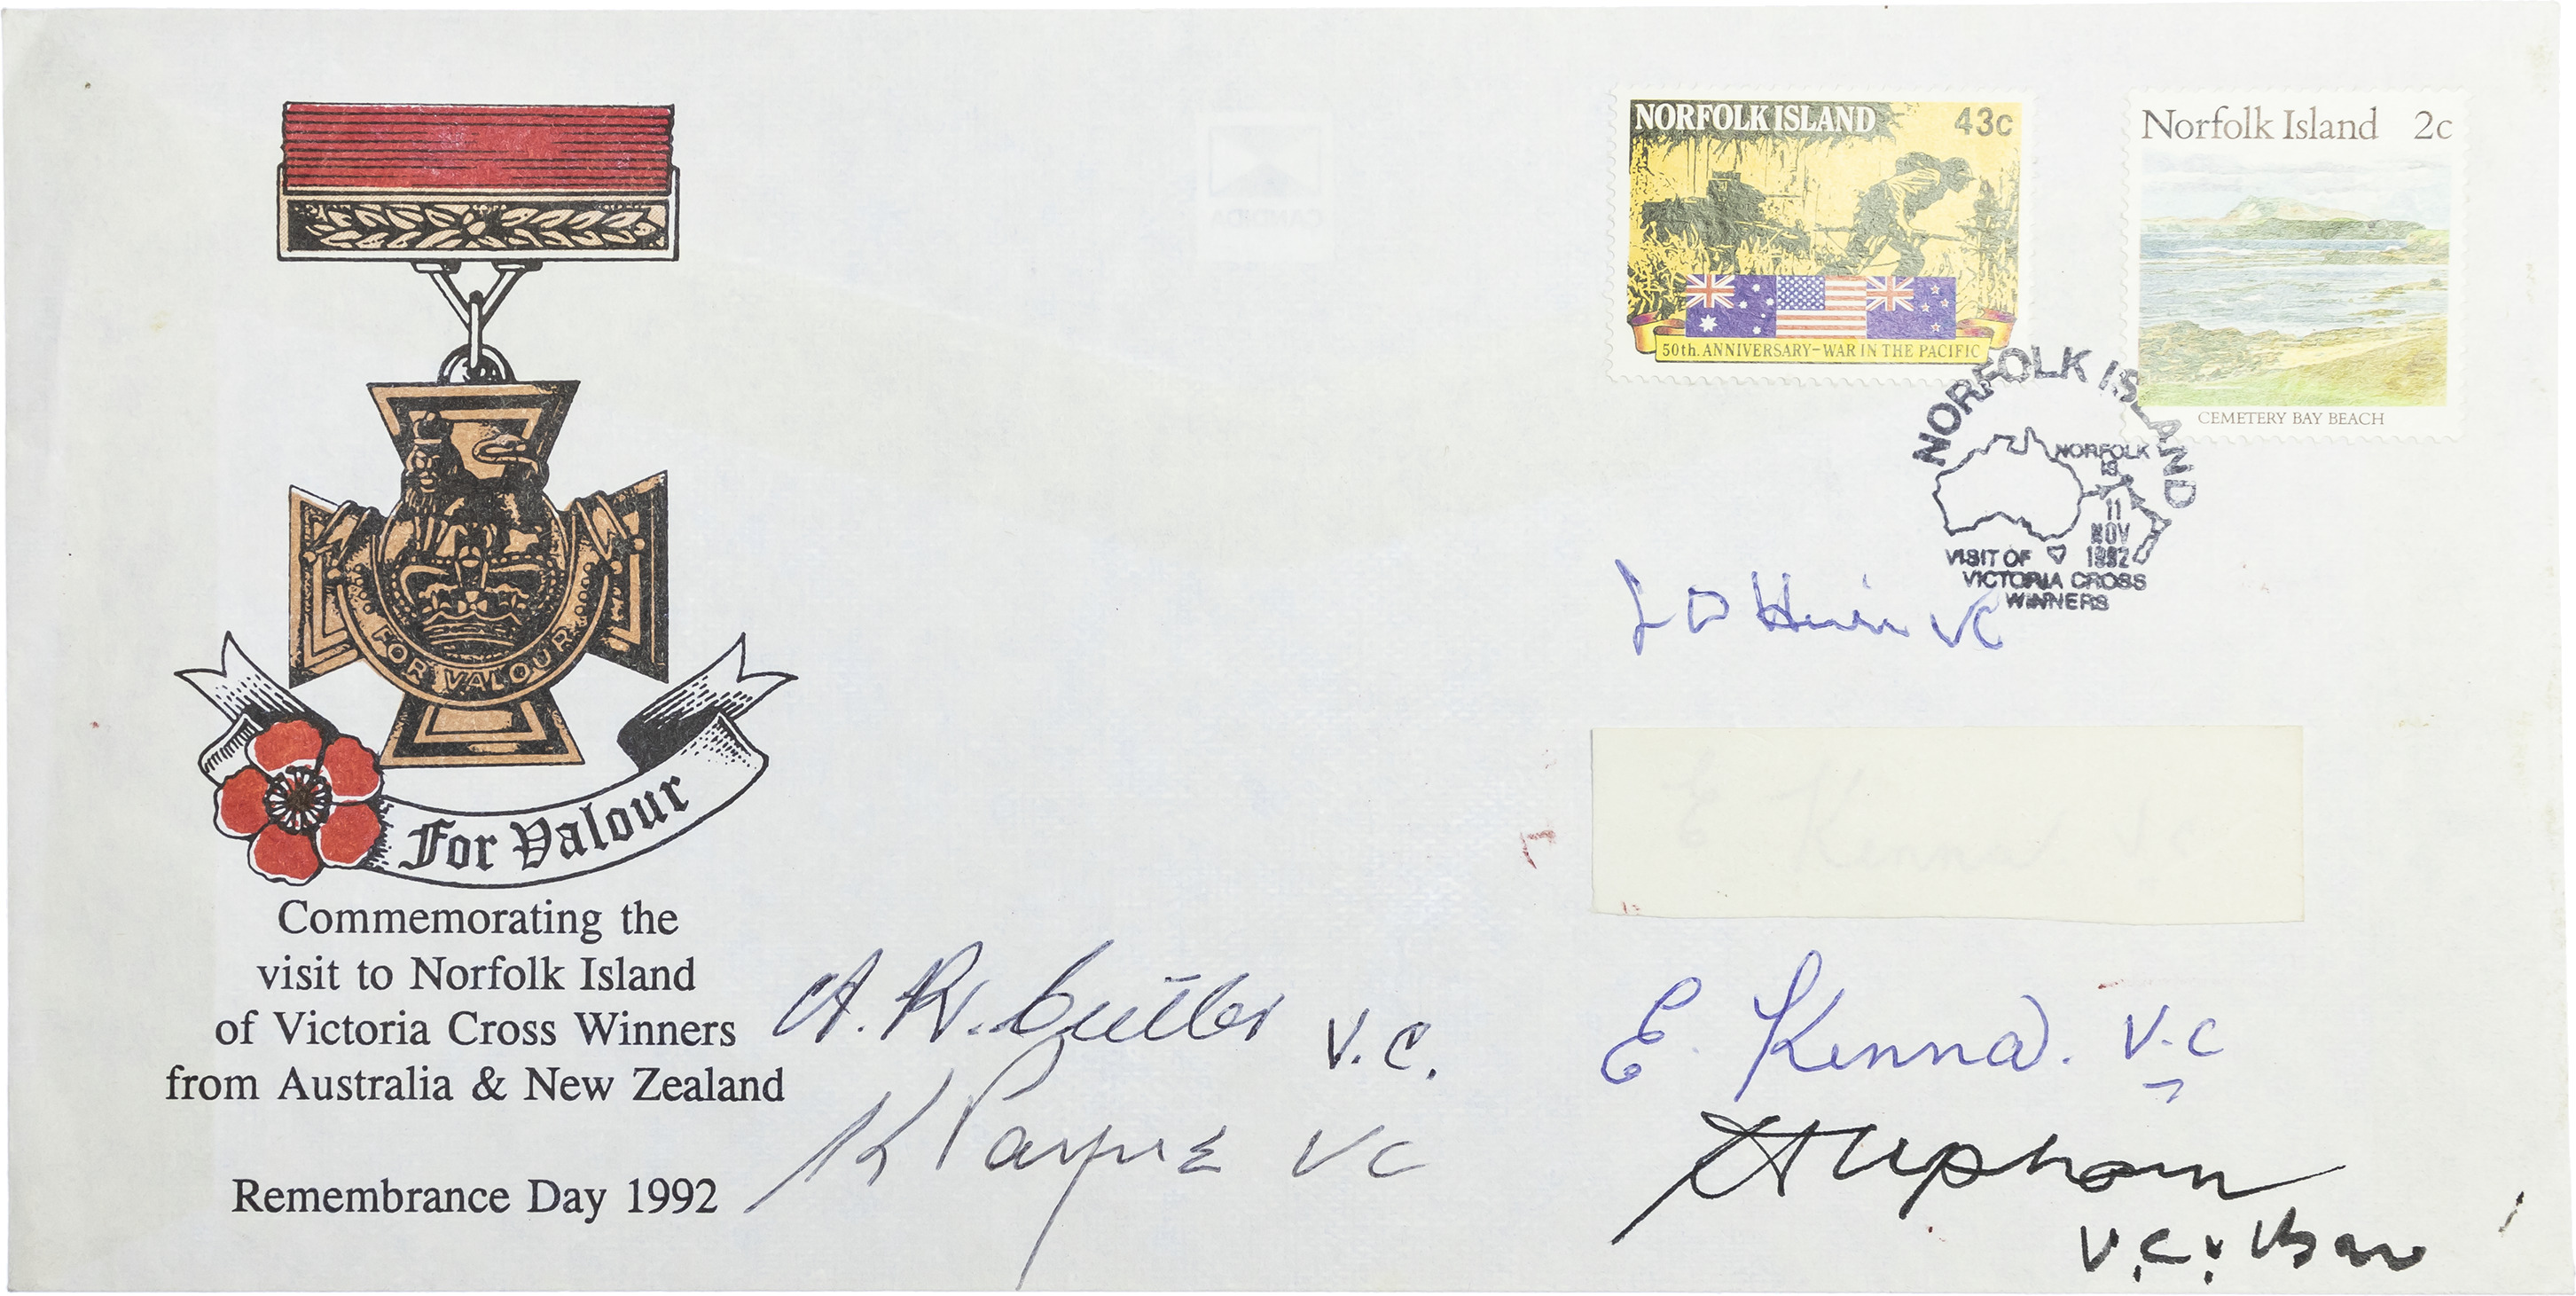 NORFOLK ISLAND 43c
50th. ANNIVERSARY-WAR IN THE PACIFIC
Norfolk Island 2c
CEMETERY BAY BEACH
NORFOLK ISLAND
NORFOLK
IS.
11
NOV
1992
VISIT OF
VICTORIA CROSS
WINNERS
FOR VALOUR
For Valour
Commemorating the
visit to Norfolk Island
of Victoria Cross Winners
from Australia & New Zealand
Remembrance Day 1992
VC
A. R. Cutler V.C.
K Payne VC
E. Kenna. V.C
Upham
V.C. & Bar